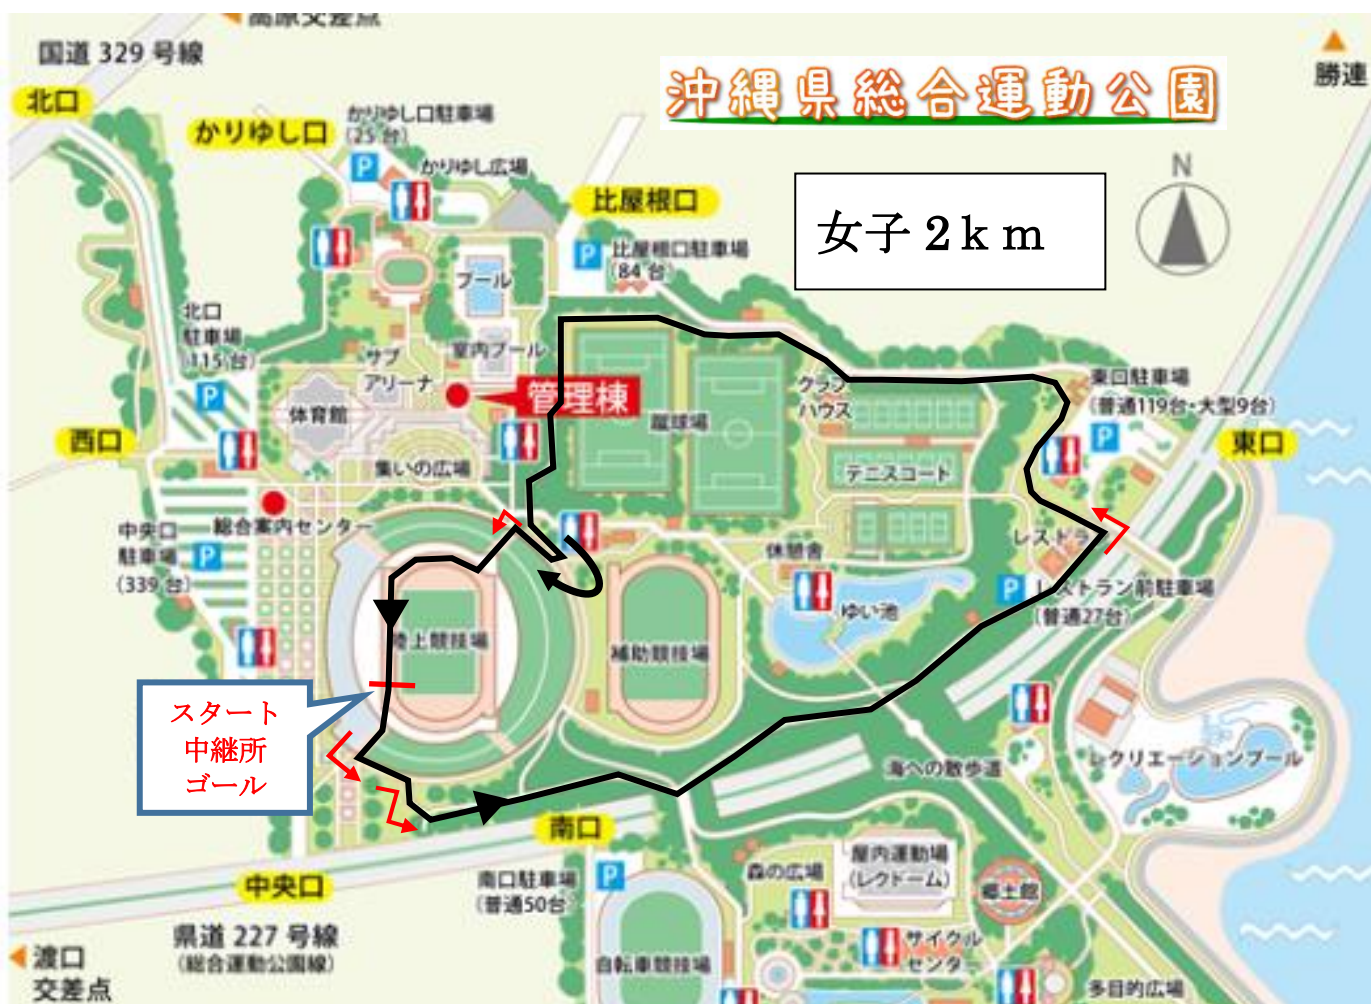 高原交差点
国道 329 号線
沖縄県総合運動公園
勝連
北口
かりゆし口
かりゆし口駐車場
(25 台)
P
かりゆし広場
N
比屋根口
女子 2ｋｍ
P
比屋根口駐車場
(84 台)
プール
北口
駐車場
(115 台)
サブ
アリーナ
室内プール
管理棟
体育館
P
クラブ
ハウス
東口駐車場
(普通119台・大型9台)
P
蹴球場
西口
東口
集いの広場
テニスコート
中央口
駐車場
(339 台)
P
総合案内センター
休憩舎
レストラ
P
レストラン前駐車場
(普通27台)
ゆい池
陸上競技場
補助競技場
スタート
中継所
ゴール
海への散歩道
レクリエーションプール
南口
中央口
南口駐車場
(普通50台)
P
森の広場
屋内運動場
(レクドーム)
郷土館
県道 227 号線
(総合運動公園線)
サイクル
センター
自転車競技場
多目的広場
渡口
交差点